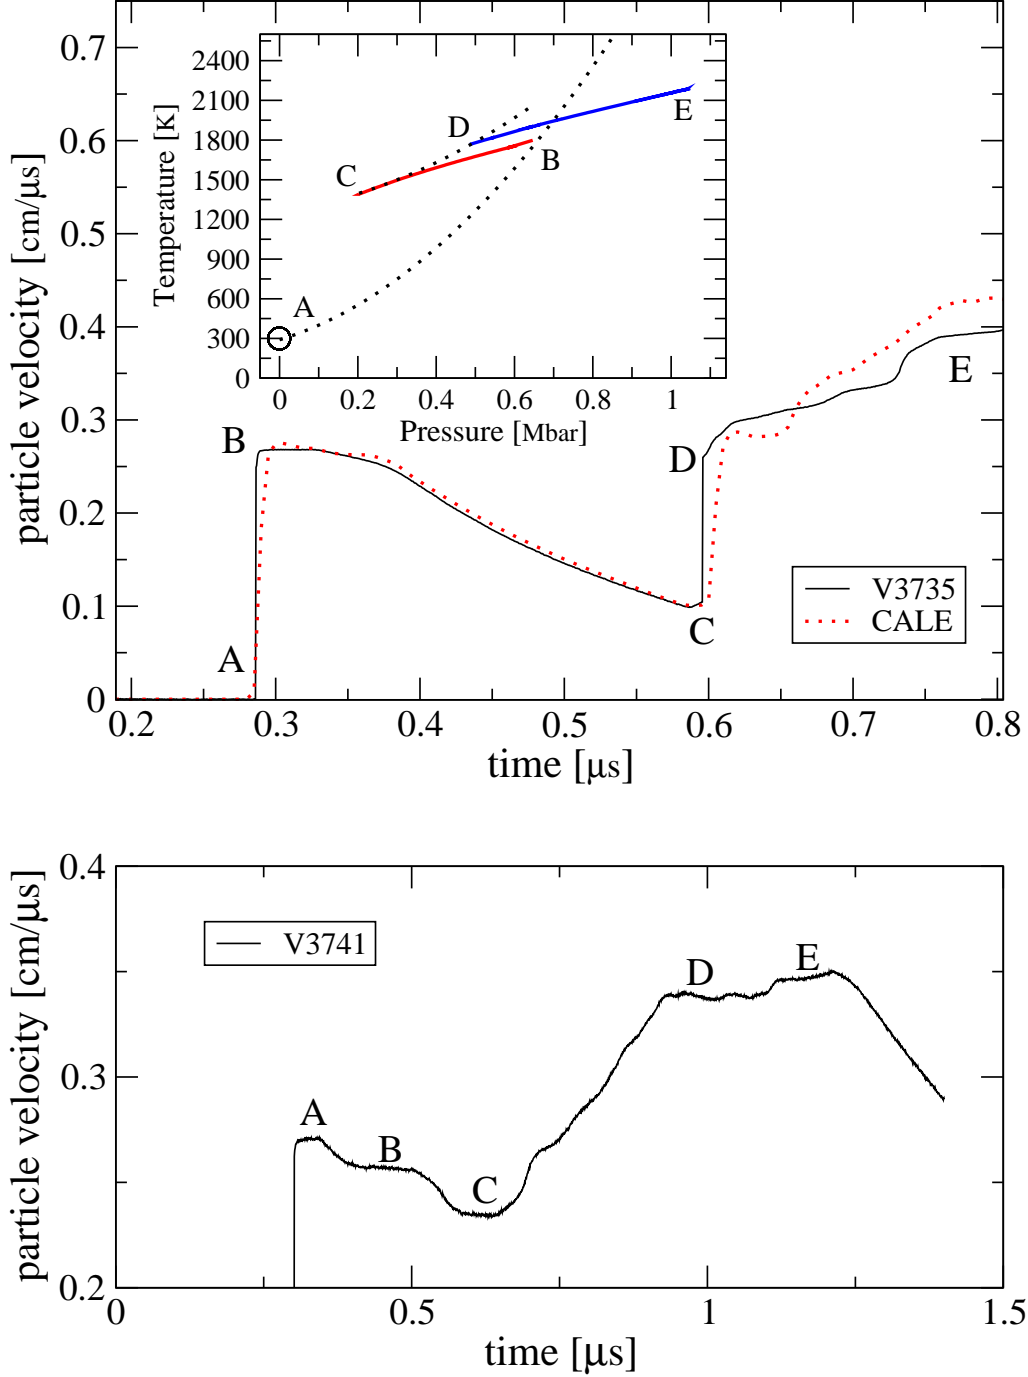 0.7
0.6
0.5
0.4
0.3
0.2
0.1
0
particle velocity [cm/μs]
0.2
0.3
0.4
0.5
0.6
0.7
0.8
time [μs]
A
B
C
D
E
V3735
CALE
2400
2100
1800
1500
1200
900
600
300
0
Temperature [K]
0
0.2
0.4
0.6
0.8
1
Pressure [Mbar]
A
B
C
D
E
0.4
0.3
0.2
particle velocity [cm/μs]
0
0.5
1
1.5
time [μs]
V3741
A
B
C
D
E